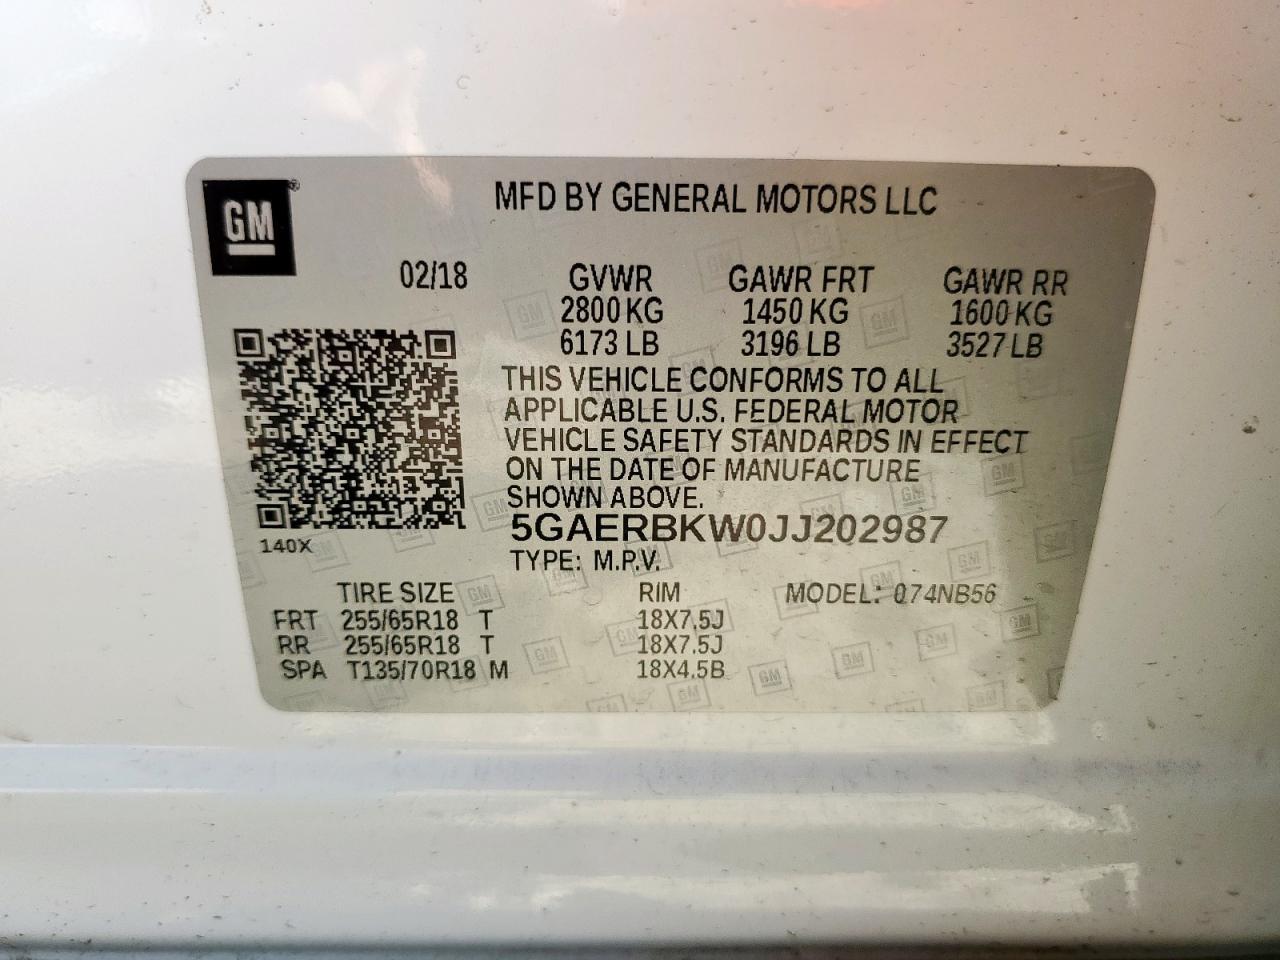 GM
MFD BY GENERAL MOTORS LLC
02/18 GVWR GAWR FRT GAWR RR
2800 KG 1450 KG 1600 KG
6173 LB 3196 LB 3527 LB
THIS VEHICLE CONFORMS TO ALL
APPLICABLE U.S. FEDERAL MOTOR
VEHICLE SAFETY STANDARDS IN EFFECT
ON THE DATE OF MANUFACTURE
SHOWN ABOVE.
5GAERBKW0JJ202987
140X
TYPE: M.P.V.
TIRE SIZE RIM MODEL: 074NB56
FRT 255/65R18 T 18X7.5J
RR 255/65R18 T 18X7.5J
SPA T135/70R18 M 18X4.5B